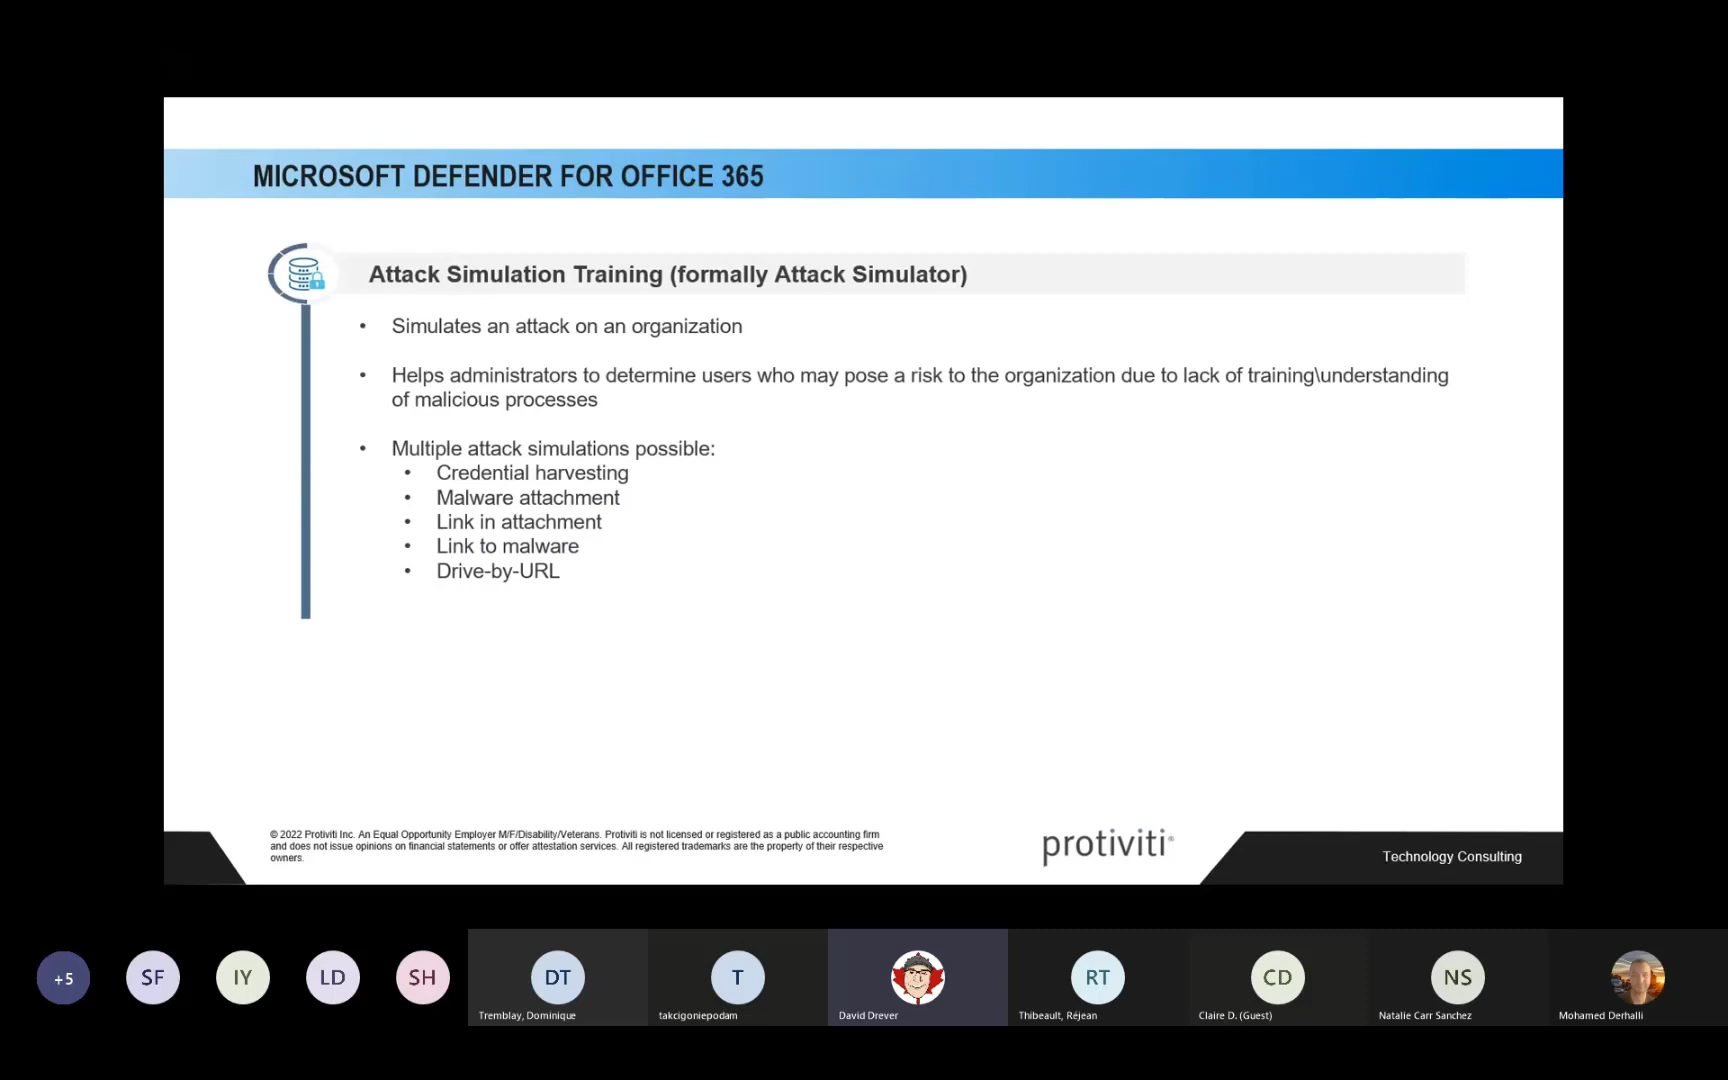 MICROSOFT DEFENDER FOR OFFICE 365
Attack Simulation Training (formally Attack Simulator)
• Simulates an attack on an organization
• Helps administrators to determine users who may pose a risk to the organization due to lack of training\understanding
of malicious processes
• Multiple attack simulations possible:
• Credential harvesting
• Malware attachment
• Link in attachment
• Link to malware
• Drive-by-URL
© 2022 Protiviti Inc. An Equal Opportunity Employer M/F/Disability/Veterans. Protiviti is not licensed or registered as a public accounting firm
and does not issue opinions on financial statements or offer attestation services. All registered trademarks are the property of their respective
owners.
protiviti®
Technology Consulting
+5
SF
IY
LD
SH
DT
T
RT
CD
NS
Tremblay, Dominique
takcigoniepodam
David Drever
Thibeault, Réjean
Claire D. (Guest)
Natalie Carr Sanchez
Mohamed Derhalli